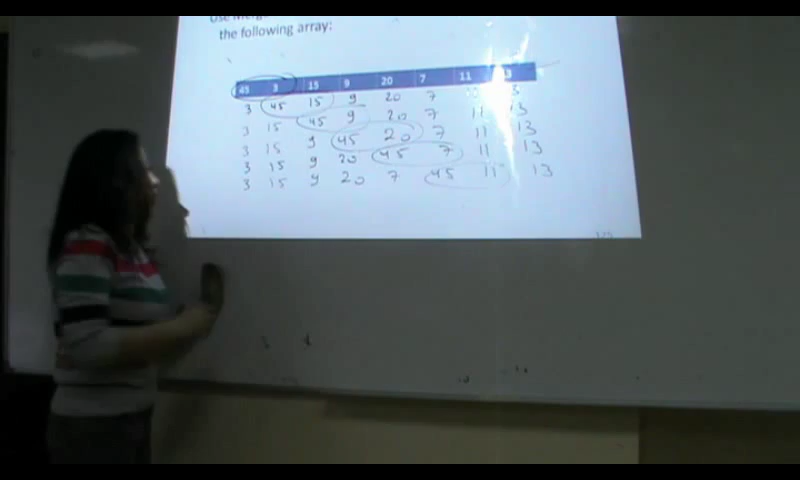 the following array:
45 3 15 9 20 7 11 13
3 45 15 9 20 7 3
3 15 45 9 20 7 11 13
3 15 9 45 20 7 11 13
3 15 9 20 45 7 11 13
3 15 9 20 7 45 11 13